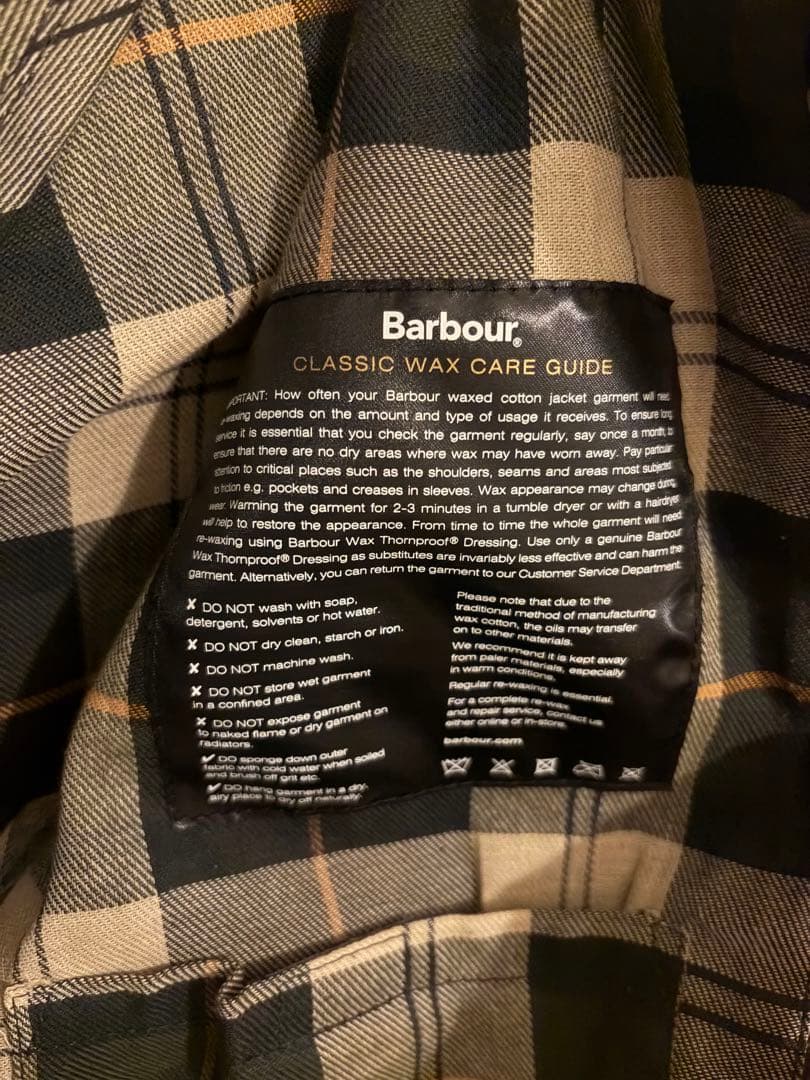 Barbour®
CLASSIC WAX CARE GUIDE
IMPORTANT: How often your Barbour waxed cotton jacket garment will need
re-waxing depends on the amount and type of usage it receives. To ensure long
service it is essential that you check the garment regularly, say once a month, to
ensure that there are no dry areas where wax may have worn away. Pay particular
attention to critical places such as the shoulders, seams and areas most subjected
to friction e.g. pockets and creases in sleeves. Wax appearance may change during
wear. Warming the garment for 2-3 minutes in a tumble dryer or with a hairdryer
will help to restore the appearance. From time to time the whole garment will need
re-waxing using Barbour Wax Thornproof® Dressing. Use only a genuine Barbour
Wax Thornproof® Dressing as substitutes are invariably less effective and can harm the
garment. Alternatively, you can return the garment to our Customer Service Department.
✗ DO NOT wash with soap,
detergent, solvents or hot water.
✗ DO NOT dry clean, starch or iron.
✗ DO NOT machine wash.
✗ DO NOT store wet garment
in a confined area.
✗ DO NOT expose garment
to naked flame or dry garment on
radiators.
✓ DO sponge down outer
fabric with cold water when soiled
and brush off grit etc.
✓ DO hang garment in a dry,
airy place to dry off naturally.
Please note that due to the
traditional method of manufacturing
wax cotton, the oils may transfer
on to other materials.
We recommend it is kept away
from paler materials, especially
in warm conditions.
Regular re-waxing is essential.
For a complete re-wax
and repair service, contact us
either online or in-store.
barbour.com